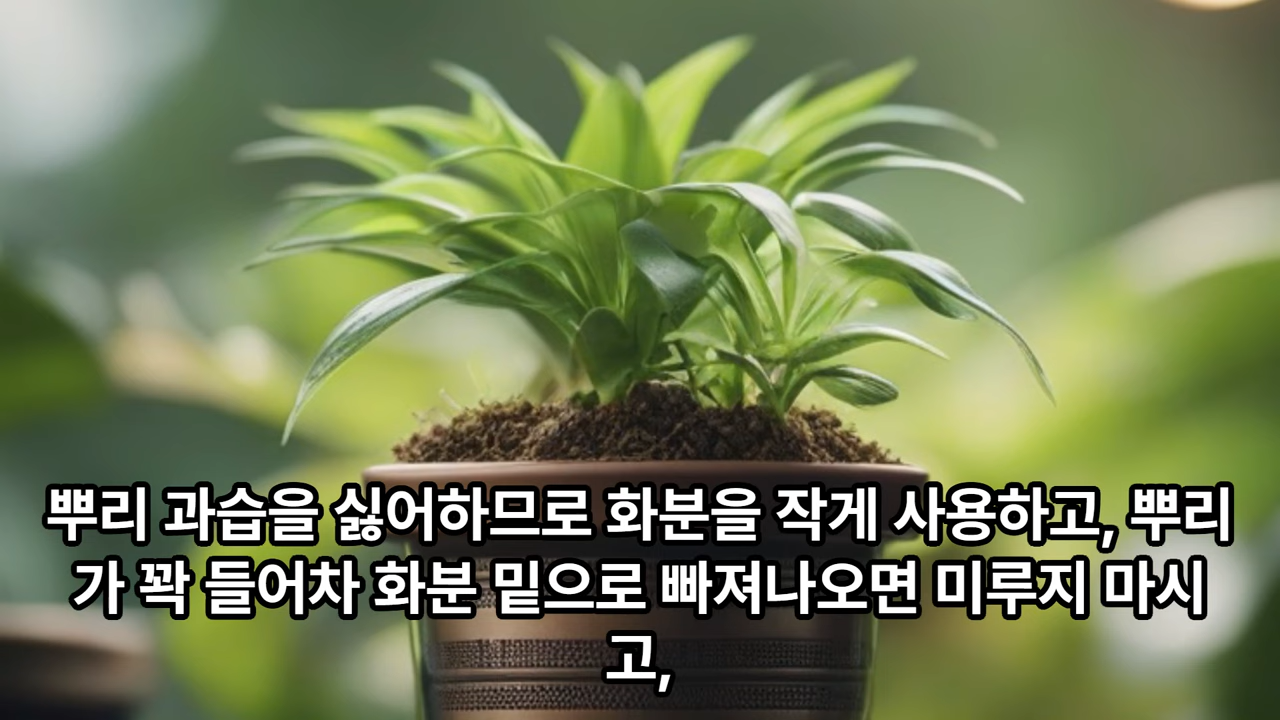 뿌리 과습을 싫어하므로 화분을 작게 사용하고, 뿌리
가 꽉 들어차 화분 밑으로 빠져나오면 미루지 마시
고,